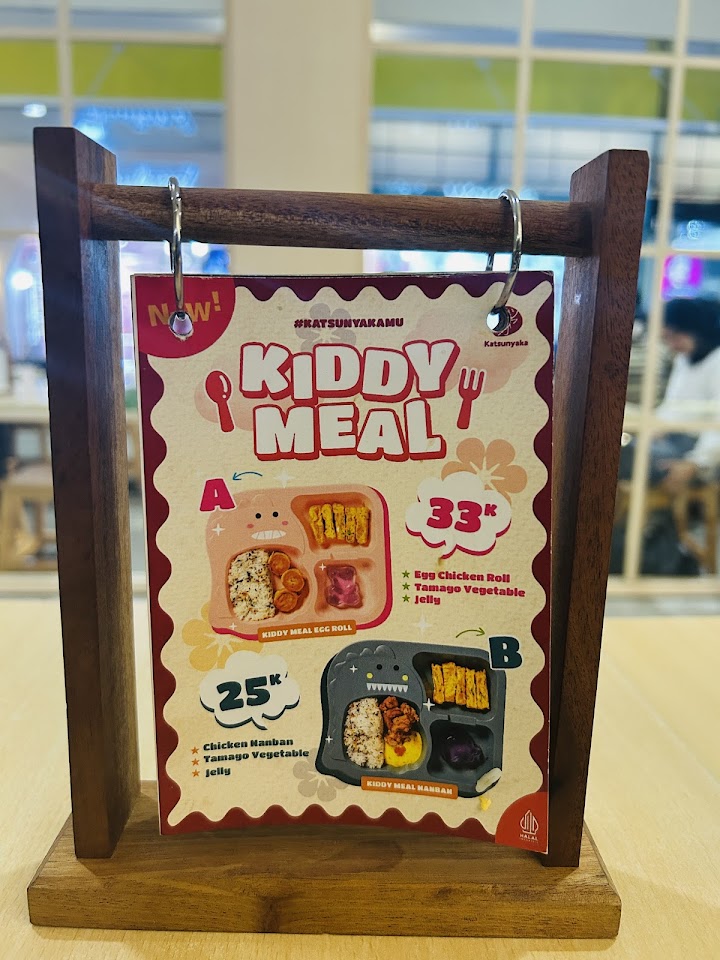 New!
#KATSUNYAKAMU
Katsunyaka
KIDDY
MEAL
A
33K
★ Egg Chicken Roll
★ Tamago Vegetable
★ Jelly
KIDDY MEAL EGG ROLL
B
25K
★ Chicken Nanban
★ Tamago Vegetable
★ Jelly
KIDDY MEAL NANBAN
HALAL